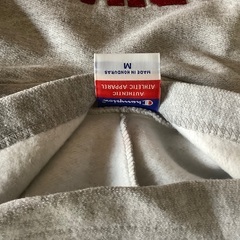 Champion
AUTHENTIC
ATHLETIC APPAREL
M
MADE IN HONDURAS